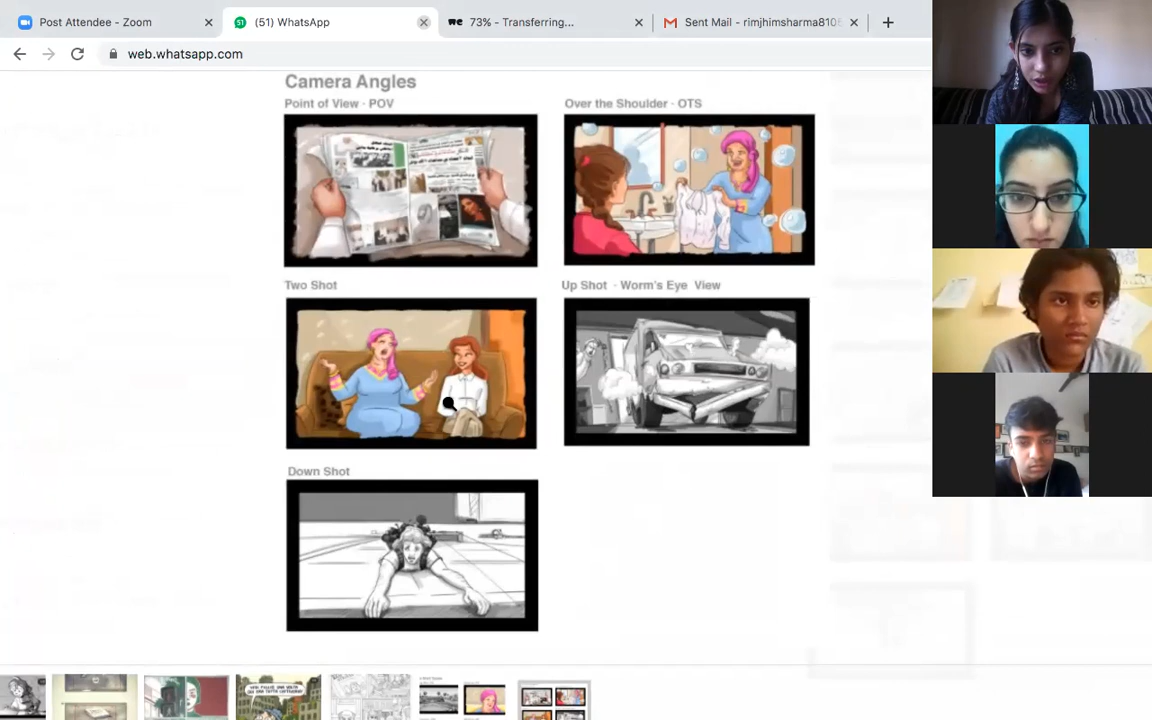 Post Attendee - Zoom
(51) WhatsApp
73% - Transferring...
Sent Mail - rimjhimsharma810
web.whatsapp.com
Camera Angles
Point of View - POV
Over the Shoulder - OTS
Two Shot
Up Shot - Worm's Eye View
Down Shot